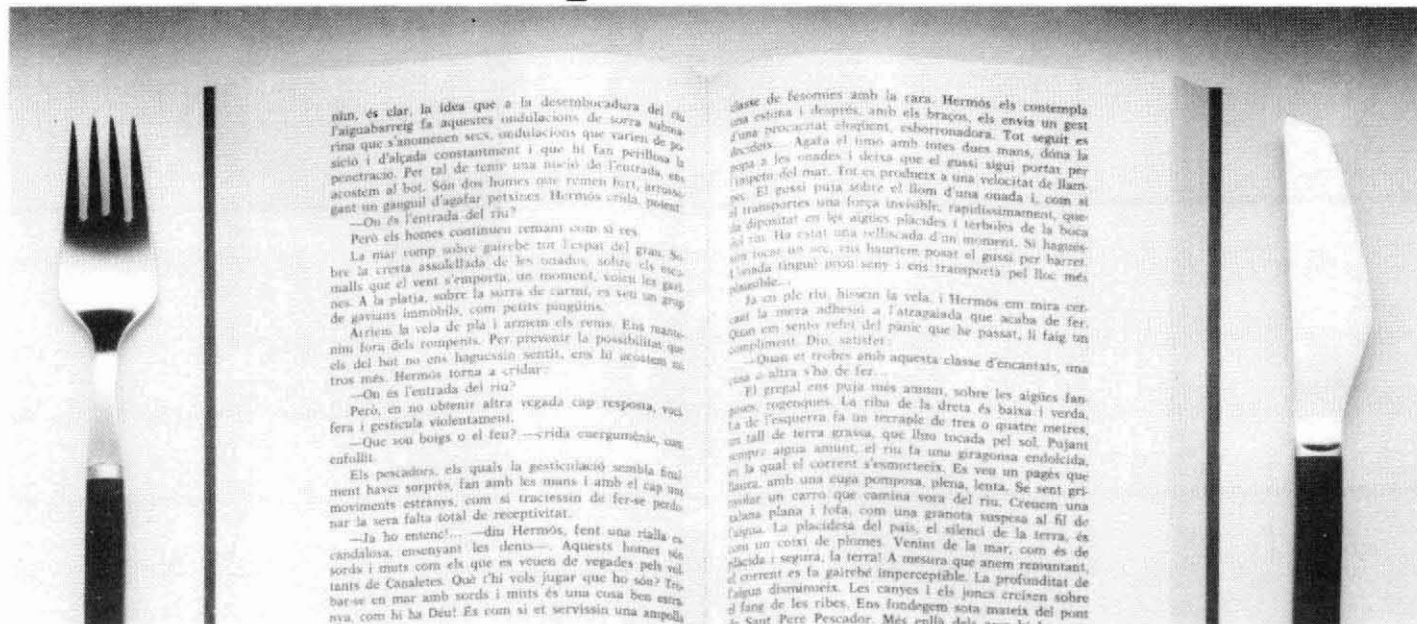 nin, és clar, la idea que a la desembocadura del riu
l'aiguabarreig fa aquestes ondulacions de sorra subma-
rina que s'anomenen secs, ondulacions que varien de po-
sició i d'alçada constantment i que hi fan perillosa la
penetració. Per tal de tenir una noció de l'entrada, ens
acostem al bot. Són dos homes que remen fort, arrosse-
gant un ganguil d'agafar petxines. Hermós crida, posent
—On és l'entrada del riu?
Però els homes continuen remant com si res.
La mar romp sobre gairebé tot l'espai del grau. So-
bre la cresta assolellada de les onades, sobre els esca-
malls que el vent s'emporta, un moment, voleu les gavi-
nes. A la platja, sobre la sorra de carmí, es veu un grup
de gavians immòbils, com petits pingüins.
Arriem la vela de pla i armem els rems. Ens mante-
nim fora dels rompents. Per prevenir la possibilitat que
els del bot no ens haguessin sentit, ens hi acostem un
tros més. Hermós torna a cridar:
—On és l'entrada del riu?
Però, en no obtenir altra vegada cap resposta, voci-
fera i gesticula violentament.
—Que sou boigs o el feu? —crida energumènic, com
enfollit.
Els pescadors, els quals la gesticulació sembla final-
ment haver sorprès, fan amb les mans i amb el cap uns
moviments estranys, com si tractessin de fer-se perdo-
nar la seva falta total de receptivitat.
—Ja ho entenc!... —diu Hermós, fent una rialla es-
candalosa, ensenyant les dents—. Aquests homes són
sords i muts com els que es veuen de vegades pels vol-
tants de Canaletes. Què t'hi vols jugar que ho són? Tro-
bar-se en mar amb sords i muts és una cosa ben estra-
nya, com hi ha Déu! És com si et servissin una ampolla
classe de fesomies amb la cara. Hermós els contempla
una estona i després, amb els braços, els envia un gest
d'una procacitat eloqüent, esborronadora. Tot seguit es
decideix... Agafa el timó amb totes dues mans, dóna la
popa a les onades i deixa que el gussi sigui portat per
l'ímpetu del mar. Tot es produeix a una velocitat de llam-
pec. El gussi puja sobre el llom d'una onada i, com si
el transportés una força invisible, rapidíssimament, que-
da dipositat en les aigües plàcides i tèrboles de la boca
del riu. Ha estat una relliscada d'un moment. Si hagués-
sim tocat un sec, ens hauríem posat el gussi per barret.
L'onada tingué prou seny i ens transportà pel lloc més
plausible...
Ja en ple riu, hissem la vela, i Hermós em mira cer-
cant la meva adhesió a l'atzagaiada que acaba de fer.
Quan em sento refet del pànic que he passat, li faig un
compliment. Diu, satisfet:
—Quan et trobes amb aquesta classe d'encantats, una
cosa o altra s'ha de fer...
El gregal ens puja més amunt, sobre les aigües fan-
goses, rogenques. La riba de la dreta és baixa i verda.
La de l'esquerra fa un terraplè de tres o quatre metres,
un tall de terra grassa, que lluu tocada pel sol. Pujant
sempre aigua amunt, el riu fa una giragonsa endolcida,
en la qual el corrent s'esmorteeix. Es veu un pagès que
llaura, amb una euga pomposa, plena, lenta. Se sent gri-
nyolar un carro que camina vora del riu. Creuem una
palana plana i fofa, com una granota suspesa al fil de
l'aigua. La placidesa del país, el silenci de la terra, és
com un coixí de plomes. Venint de la mar, com és de
plàcida i segura, la terra! A mesura que anem remuntant,
el corrent es fa gairebé imperceptible. La profunditat de
l'aigua disminueix. Les canyes i els joncs creixen sobre
el fang de les ribes. Ens fondegem sota mateix del pont
de Sant Pere Pescador. Més enllà dels